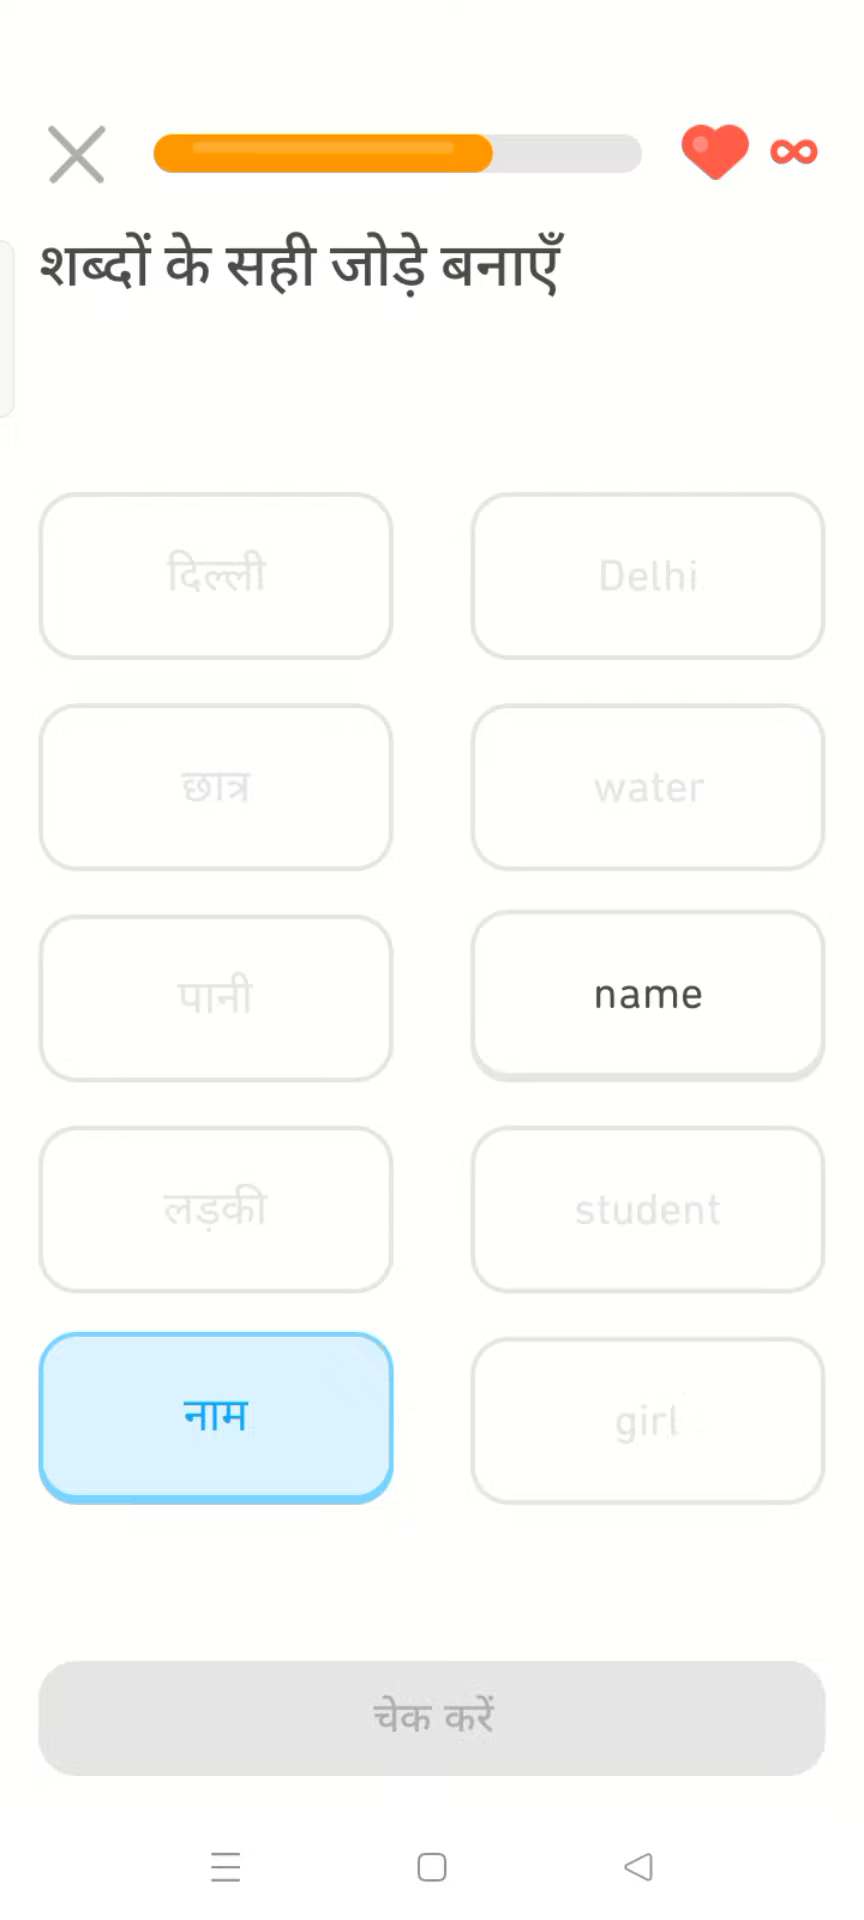 शब्दों के सही जोड़े बनाएँ
दिल्ली
Delhi
छात्र
water
पानी
name
लड़की
student
नाम
girl
चेक करें